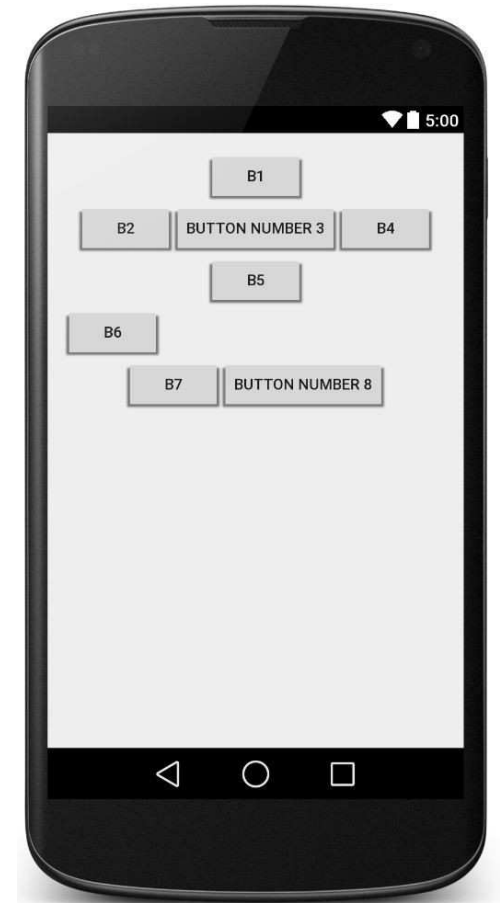 5:00
B1
B2 BUTTON NUMBER 3 B4
B5
B6
B7 BUTTON NUMBER 8